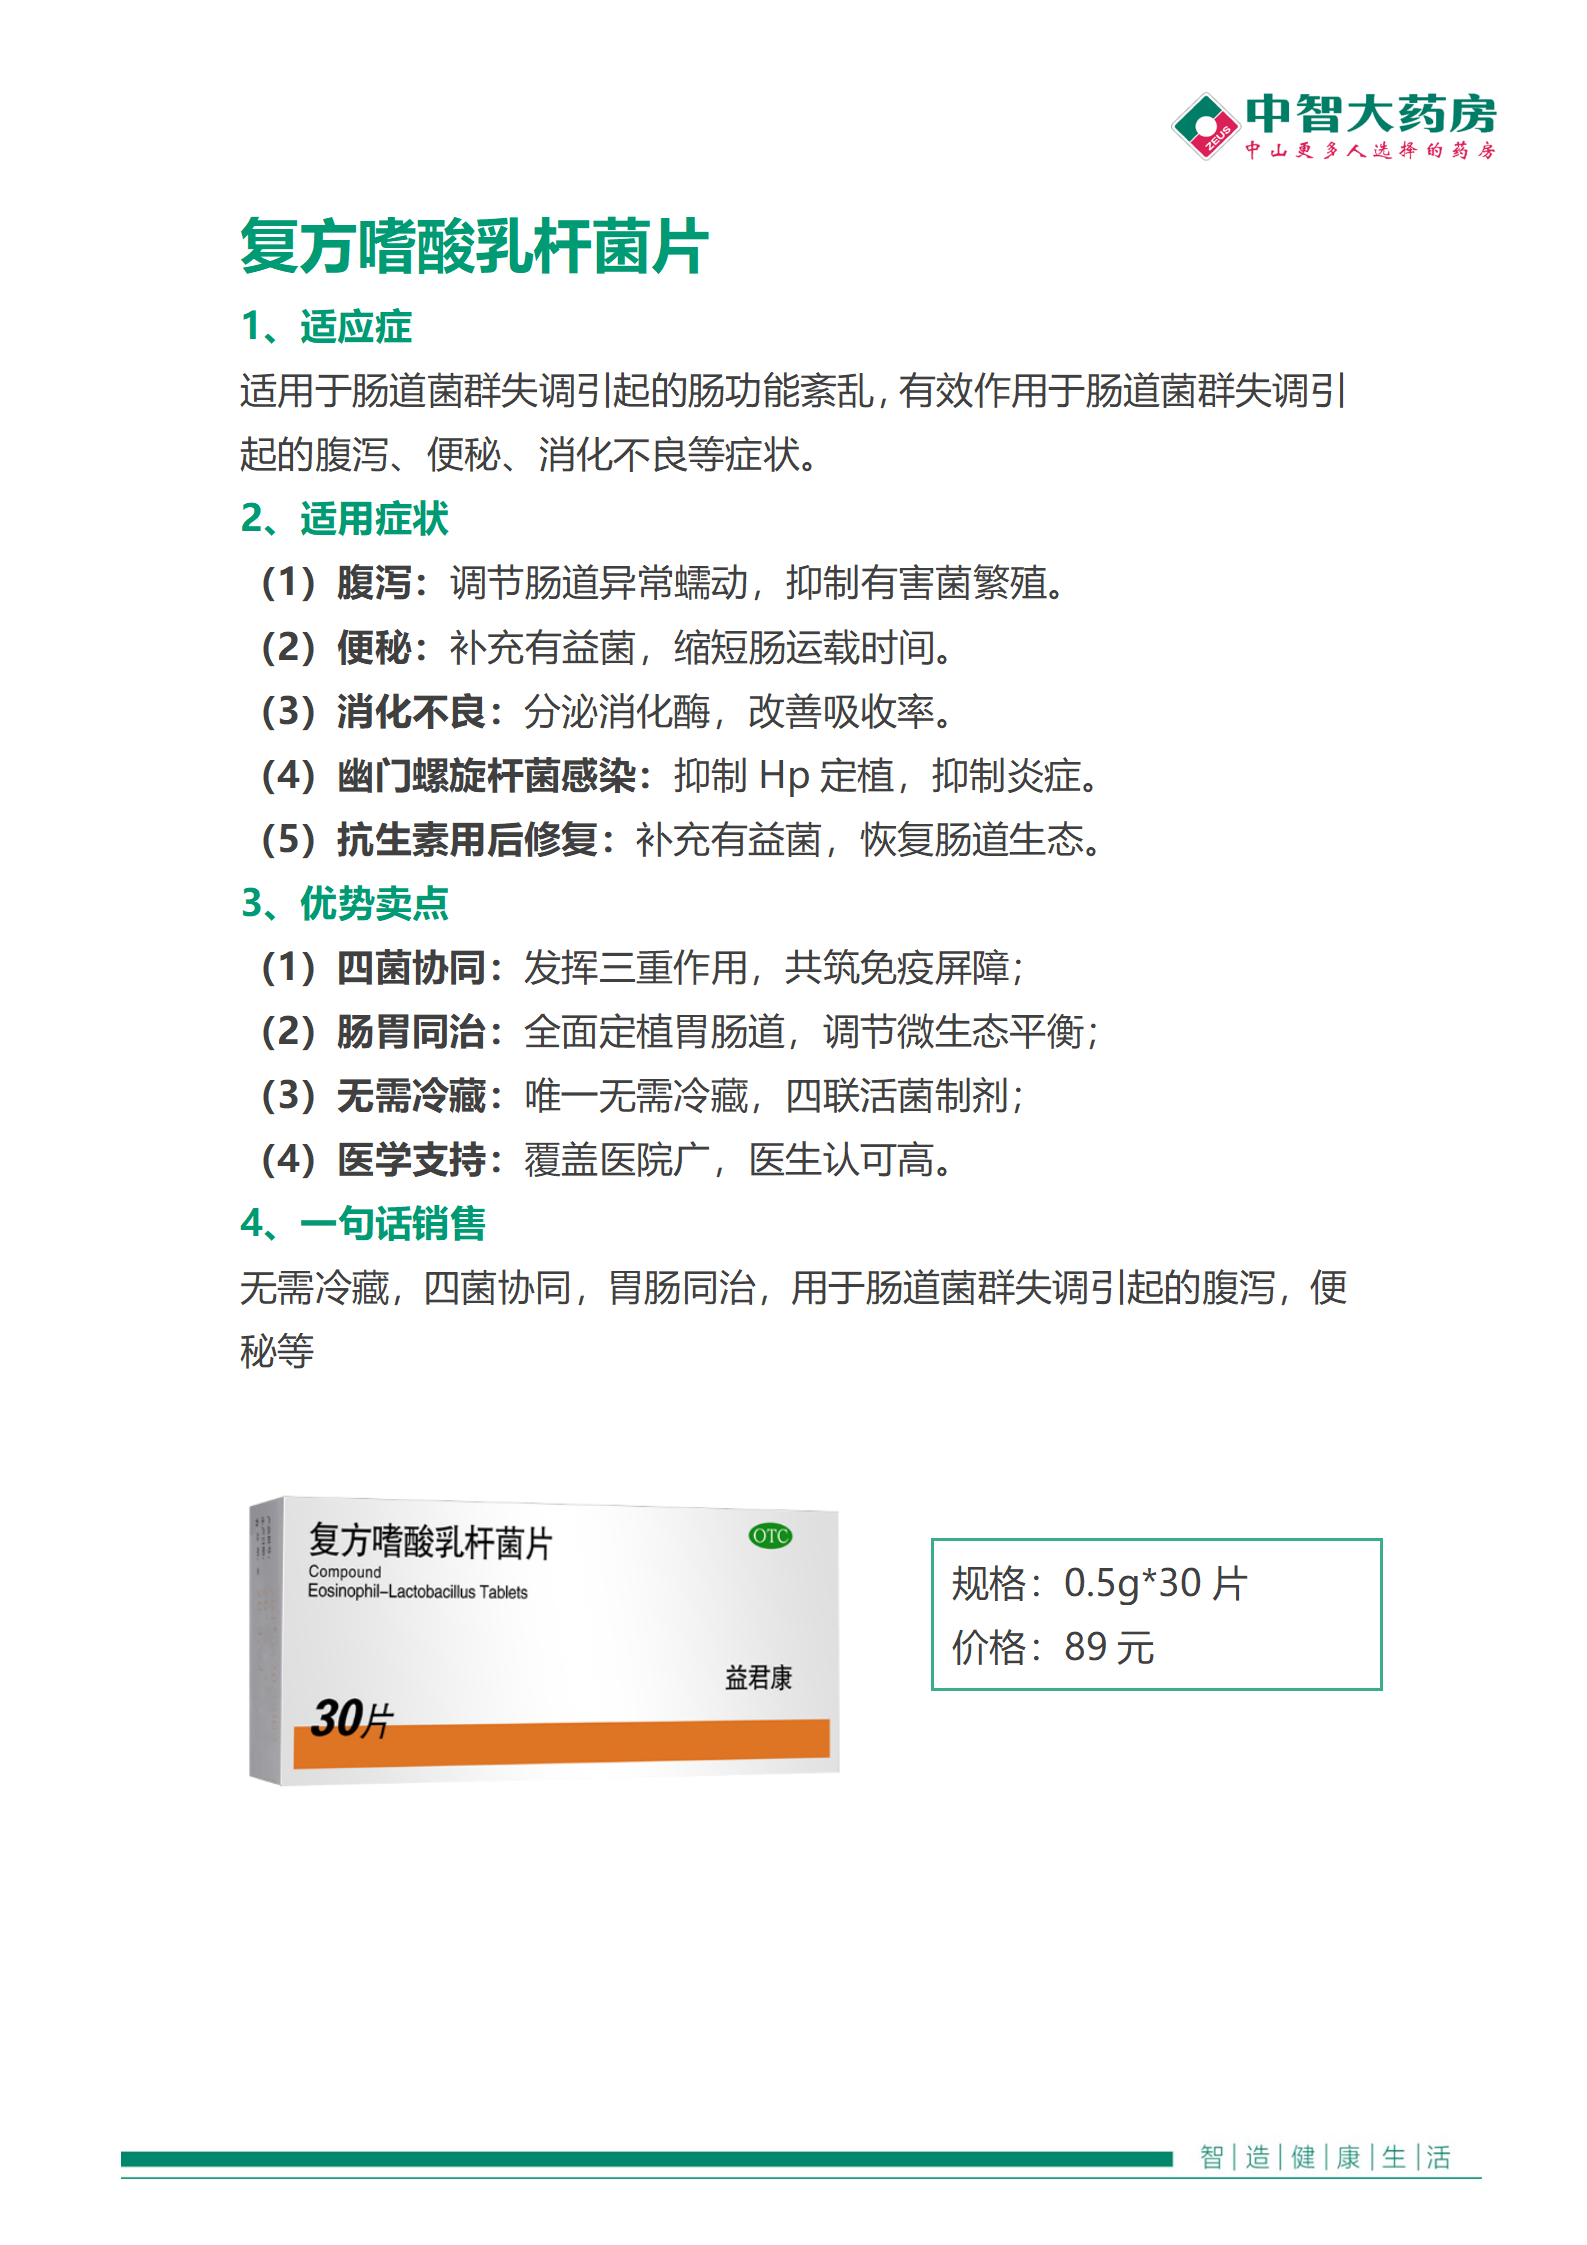 中智大药房
ZEUS
中山更多人选择的药房
复方嗜酸乳杆菌片
1、适应症
适用于肠道菌群失调引起的肠功能紊乱,有效作用于肠道菌群失调引
起的腹泻、便秘、消化不良等症状。
2、适用症状
（1）腹泻：调节肠道异常蠕动，抑制有害菌繁殖。
（2）便秘：补充有益菌，缩短肠运载时间。
（3）消化不良：分泌消化酶，改善吸收率。
（4）幽门螺旋杆菌感染：抑制 Hp 定植，抑制炎症。
（5）抗生素用后修复：补充有益菌，恢复肠道生态。
3、优势卖点
（1）四菌协同：发挥三重作用，共筑免疫屏障；
（2）肠胃同治：全面定植胃肠道，调节微生态平衡；
（3）无需冷藏：唯一无需冷藏，四联活菌制剂；
（4）医学支持：覆盖医院广，医生认可高。
4、一句话销售
无需冷藏，四菌协同，胃肠同治，用于肠道菌群失调引起的腹泻，便
秘等
复方嗜酸乳杆菌片
OTC
Compound
Eosinophil-Lactobacillus Tablets
益君康
30片
规格：0.5g*30 片
价格：89 元
智|造|健|康|生|活